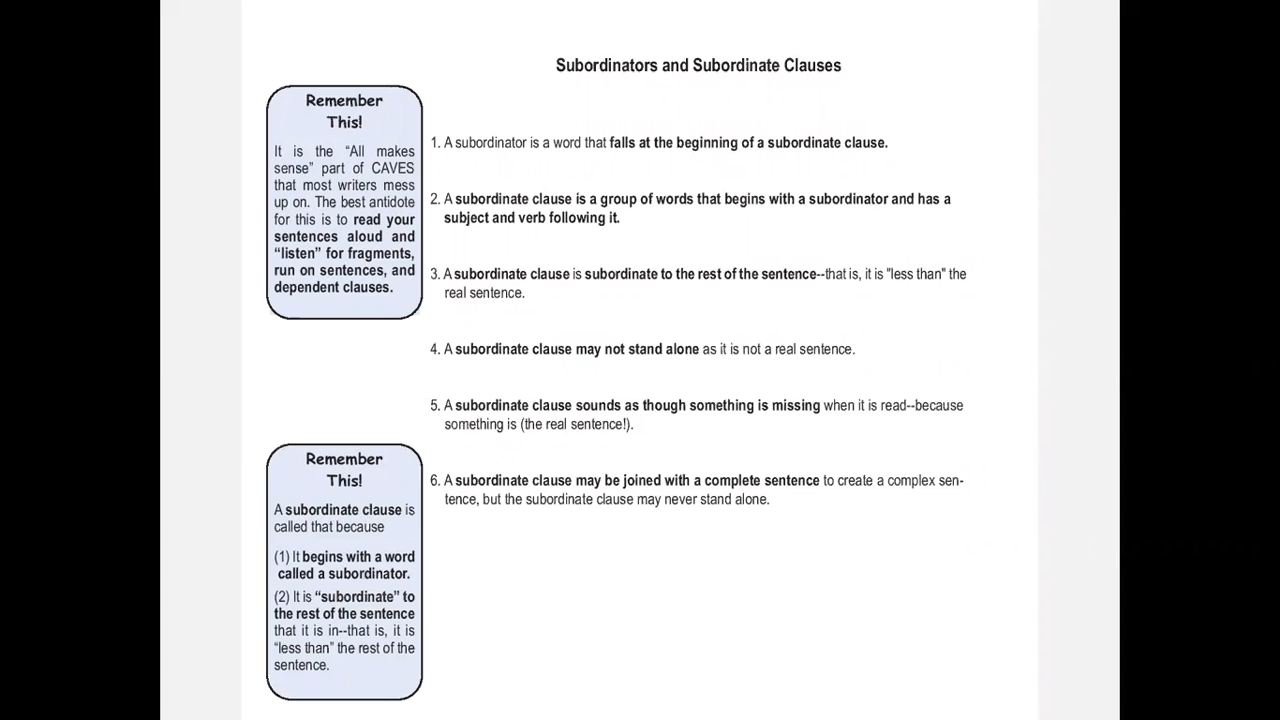 Subordinators and Subordinate Clauses
Remember
This!
It is the “All makes
sense” part of CAVES
that most writers mess
up on. The best antidote
for this is to read your
sentences aloud and
“listen” for fragments,
run on sentences, and
dependent clauses.
1. A subordinator is a word that falls at the beginning of a subordinate clause.
2. A subordinate clause is a group of words that begins with a subordinator and has a
subject and verb following it.
3. A subordinate clause is subordinate to the rest of the sentence--that is, it is "less than" the
real sentence.
4. A subordinate clause may not stand alone as it is not a real sentence.
5. A subordinate clause sounds as though something is missing when it is read--because
something is (the real sentence!).
6. A subordinate clause may be joined with a complete sentence to create a complex sen-
tence, but the subordinate clause may never stand alone.
Remember
This!
A subordinate clause is
called that because
(1) It begins with a word
called a subordinator.
(2) It is “subordinate” to
the rest of the sentence
that it is in--that is, it is
“less than” the rest of the
sentence.